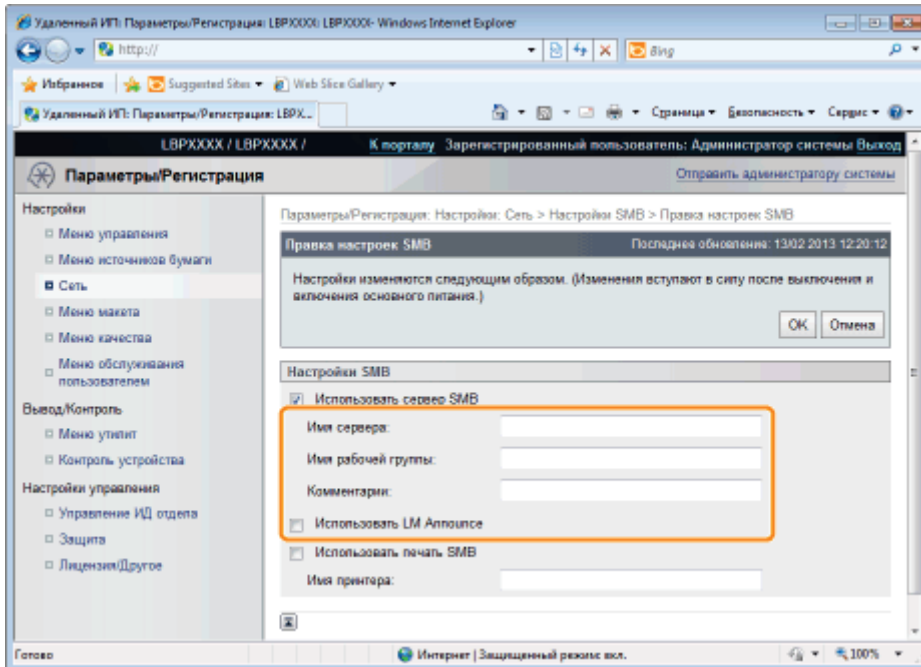 Удаленный ИП: Параметры/Регистрация: LBPXXXX: LBPXXXX- Windows Internet Explorer
http://
Bing
Избранное Suggested Sites Web Slice Gallery
Удаленный ИП: Параметры/Регистрация: LBPX... Страница Безопасность Сервис
LBPXXXX / LBPXXXX / К порталу Зарегистрированный пользователь: Администратор системы Выход
Параметры/Регистрация Отправить администратору системы
Настройки
Меню управления
Меню источников бумаги
Сеть
Меню макета
Меню качества
Меню обслуживания
пользователем
Вывод/Контроль
Меню утилит
Контроль устройства
Настройки управления
Управление ИД отдела
Защита
Лицензия/Другое
Параметры/Регистрация: Настройки: Сеть > Настройки SMB > Правка настроек SMB
Правка настроек SMB Последнее обновление: 13/02 2013 12:20:12
Настройки изменяются следующим образом. (Изменения вступают в силу после выключения и
включения основного питания.)
OK Отмена
Настройки SMB
Использовать сервер SMB
Имя сервера:
Имя рабочей группы:
Комментарии:
Использовать LM Announce
Использовать печать SMB
Имя принтера:
Готово Интернет | Защищенный режим: вкл. 100%